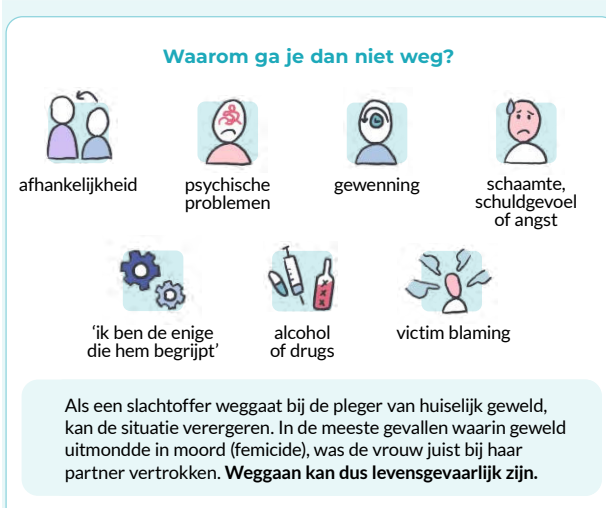 Waarom ga je dan niet weg?
afhankelijkheid
psychische
problemen
gewenning
schaamte,
schuldgevoel
of angst
‘ik ben de enige
die hem begrijpt’
alcohol
of drugs
victim blaming
Als een slachtoffer weggaat bij de pleger van huiselijk geweld,
kan de situatie verergeren. In de meeste gevallen waarin geweld
uitmondde in moord (femicide), was de vrouw juist bij haar
partner vertrokken. Weggaan kan dus levensgevaarlijk zijn.